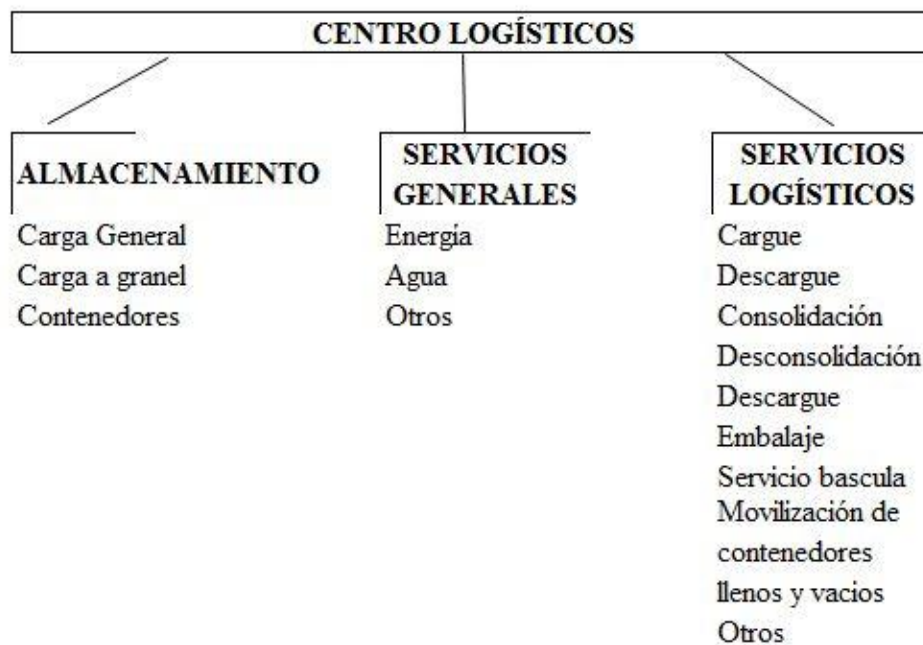 CENTRO LOGÍSTICOS
ALMACENAMIENTO
Carga General
Carga a granel
Contenedores
SERVICIOS
GENERALES
Energía
Agua
Otros
SERVICIOS
LOGÍSTICOS
Cargue
Descargue
Consolidación
Desconsolidación
Descargue
Embalaje
Servicio bascula
Movilización de
contenedores
llenos y vacios
Otros